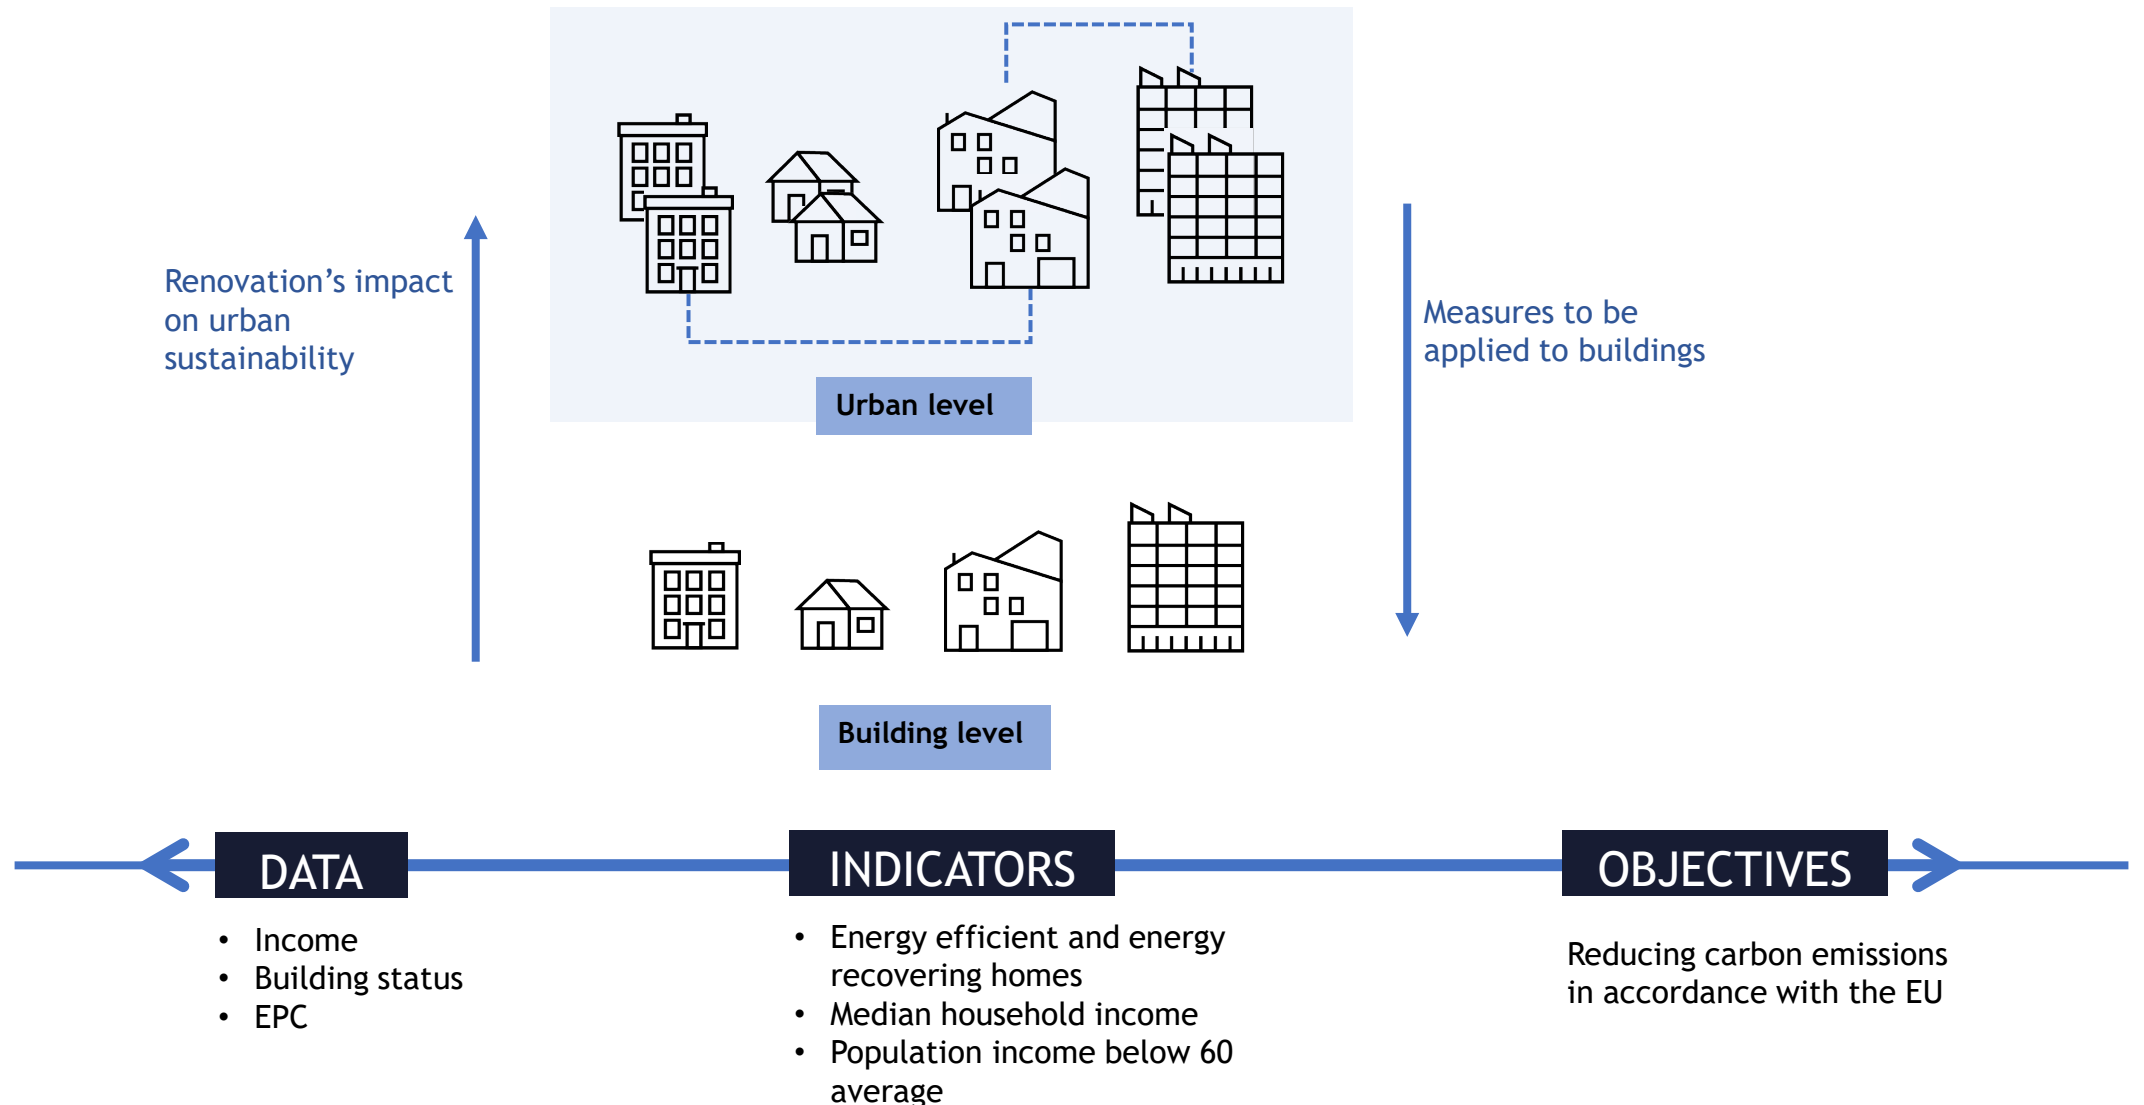 Renovation’s impact
on urban
sustainability
Measures to be
applied to buildings
Urban level
Building level
DATA
• Income
• Building status
• EPC
INDICATORS
• Energy efficient and energy
recovering homes
• Median household income
• Population income below 60
average
OBJECTIVES
Reducing carbon emissions
in accordance with the EU